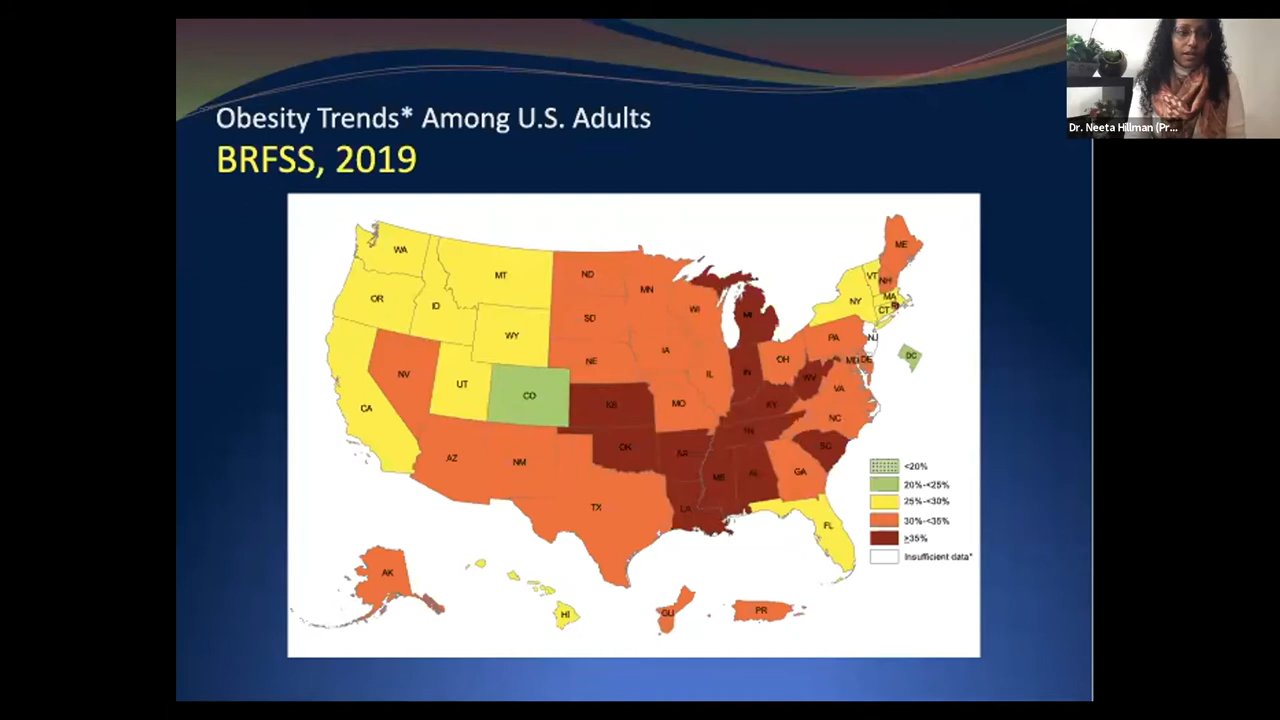 Dr. Neeta Hillman (Pr...
Obesity Trends* Among U.S. Adults
BRFSS, 2019
WA
MT
ND
MN
ME
VT
NH
OR
ID
SD
WI
MI
NY
MA
CT
WY
NE
IA
PA
NJ
NV
UT
CO
IL
IN
OH
MD
DE
DC
CA
KS
MO
KY
WV
VA
AZ
NM
OK
AR
TN
NC
TX
LA
MS
AL
GA
SC
FL
<20%
20%-<25%
25%-<30%
30%-<35%
≥35%
Insufficient data*
AK
HI
GU
PR